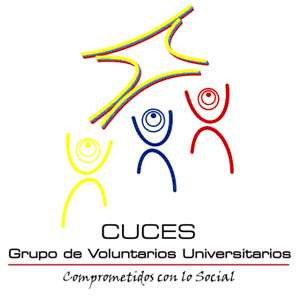 CUCES
Grupo de Voluntarios Universitarios
Comprometidos con lo Social